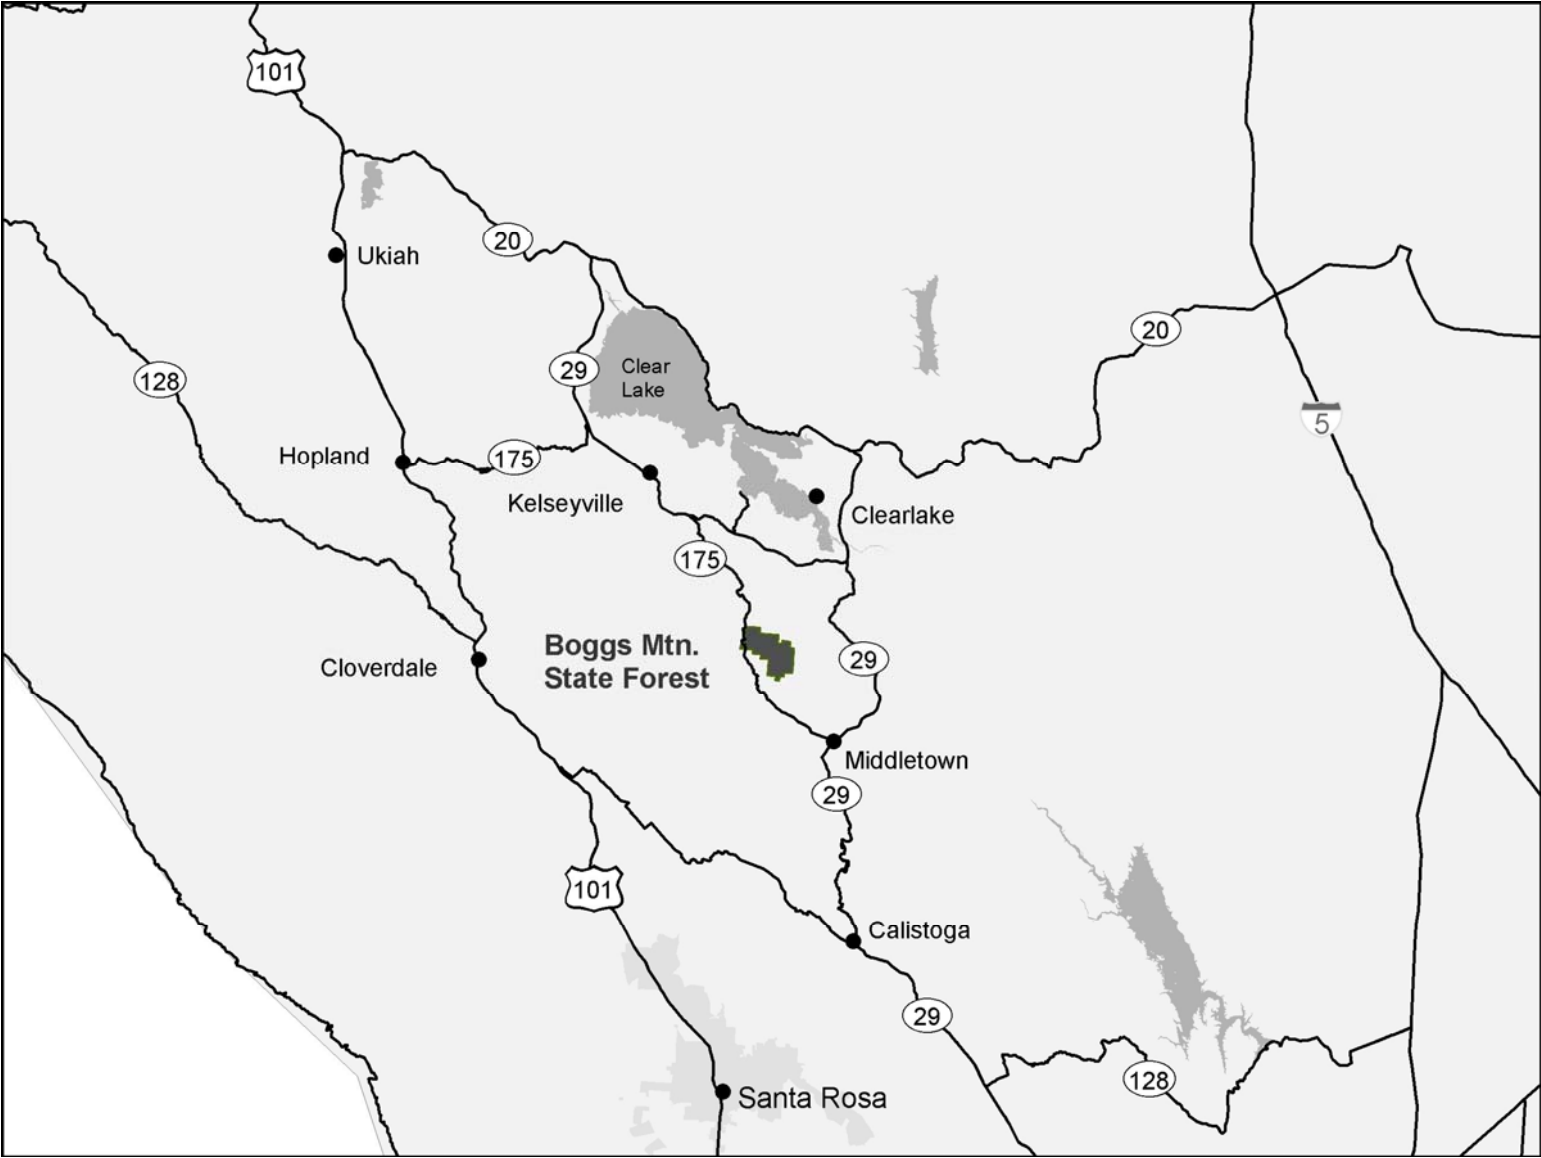 101
Ukiah
20
128
29
Clear
Lake
20
5
Hopland
175
Kelseyville
Clearlake
175
Boggs Mtn.
State Forest
29
Cloverdale
Middletown
29
101
Calistoga
29
128
Santa Rosa